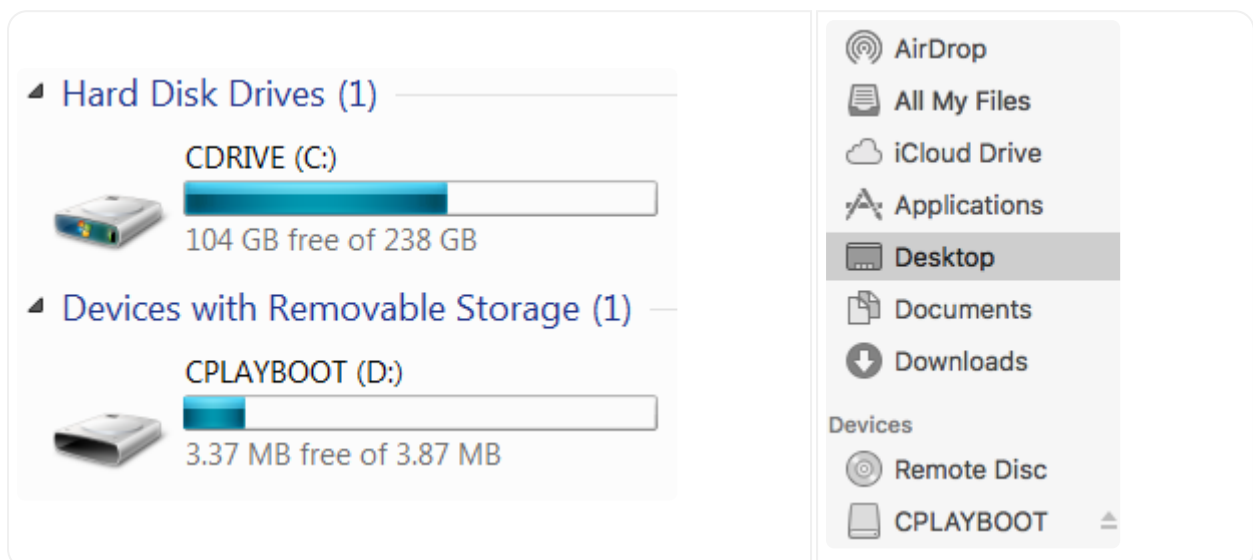 Hard Disk Drives (1)
CDRIVE (C:)
104 GB free of 238 GB
Devices with Removable Storage (1)
CPLAYBOOT (D:)
3.37 MB free of 3.87 MB
AirDrop
All My Files
iCloud Drive
Applications
Desktop
Documents
Downloads
Devices
Remote Disc
CPLAYBOOT